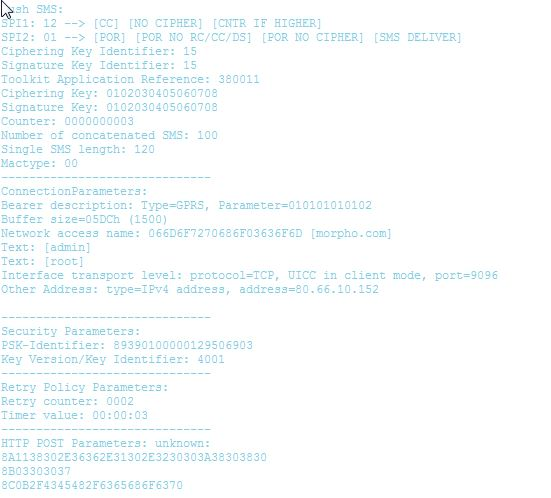 ush SMS:
SPI1: 12 --> [CC] [NO CIPHER] [CNTR IF HIGHER]
SPI2: 01 --> [POR] [POR NO RC/CC/DS] [POR NO CIPHER] [SMS DELIVER]
Ciphering Key Identifier: 15
Signature Key Identifier: 15
Toolkit Application Reference: 380011
Ciphering Key: 0102030405060708
Signature Key: 0102030405060708
Counter: 0000000003
Number of concatenated SMS: 100
Single SMS length: 120
Mactype: 00
------------------------------
ConnectionParameters:
Bearer description: Type=GPRS, Parameter=010101010102
Buffer size=05DCh (1500)
Network access name: 066D6F7270686F03636F6D [morpho.com]
Text: [admin]
Text: [root]
Interface transport level: protocol=TCP, UICC in client mode, port=9096
Other Address: type=IPv4 address, address=80.66.10.152
------------------------------
Security Parameters:
PSK-Identifier: 89390100000129506903
Key Version/Key Identifier: 4001
------------------------------
Retry Policy Parameters:
Retry counter: 0002
Timer value: 00:00:03
------------------------------
HTTP POST Parameters: unknown:
8A1138302E36362E31302E3230303A38303830
8B03303037
8C0B2F4345482F6365686F6370